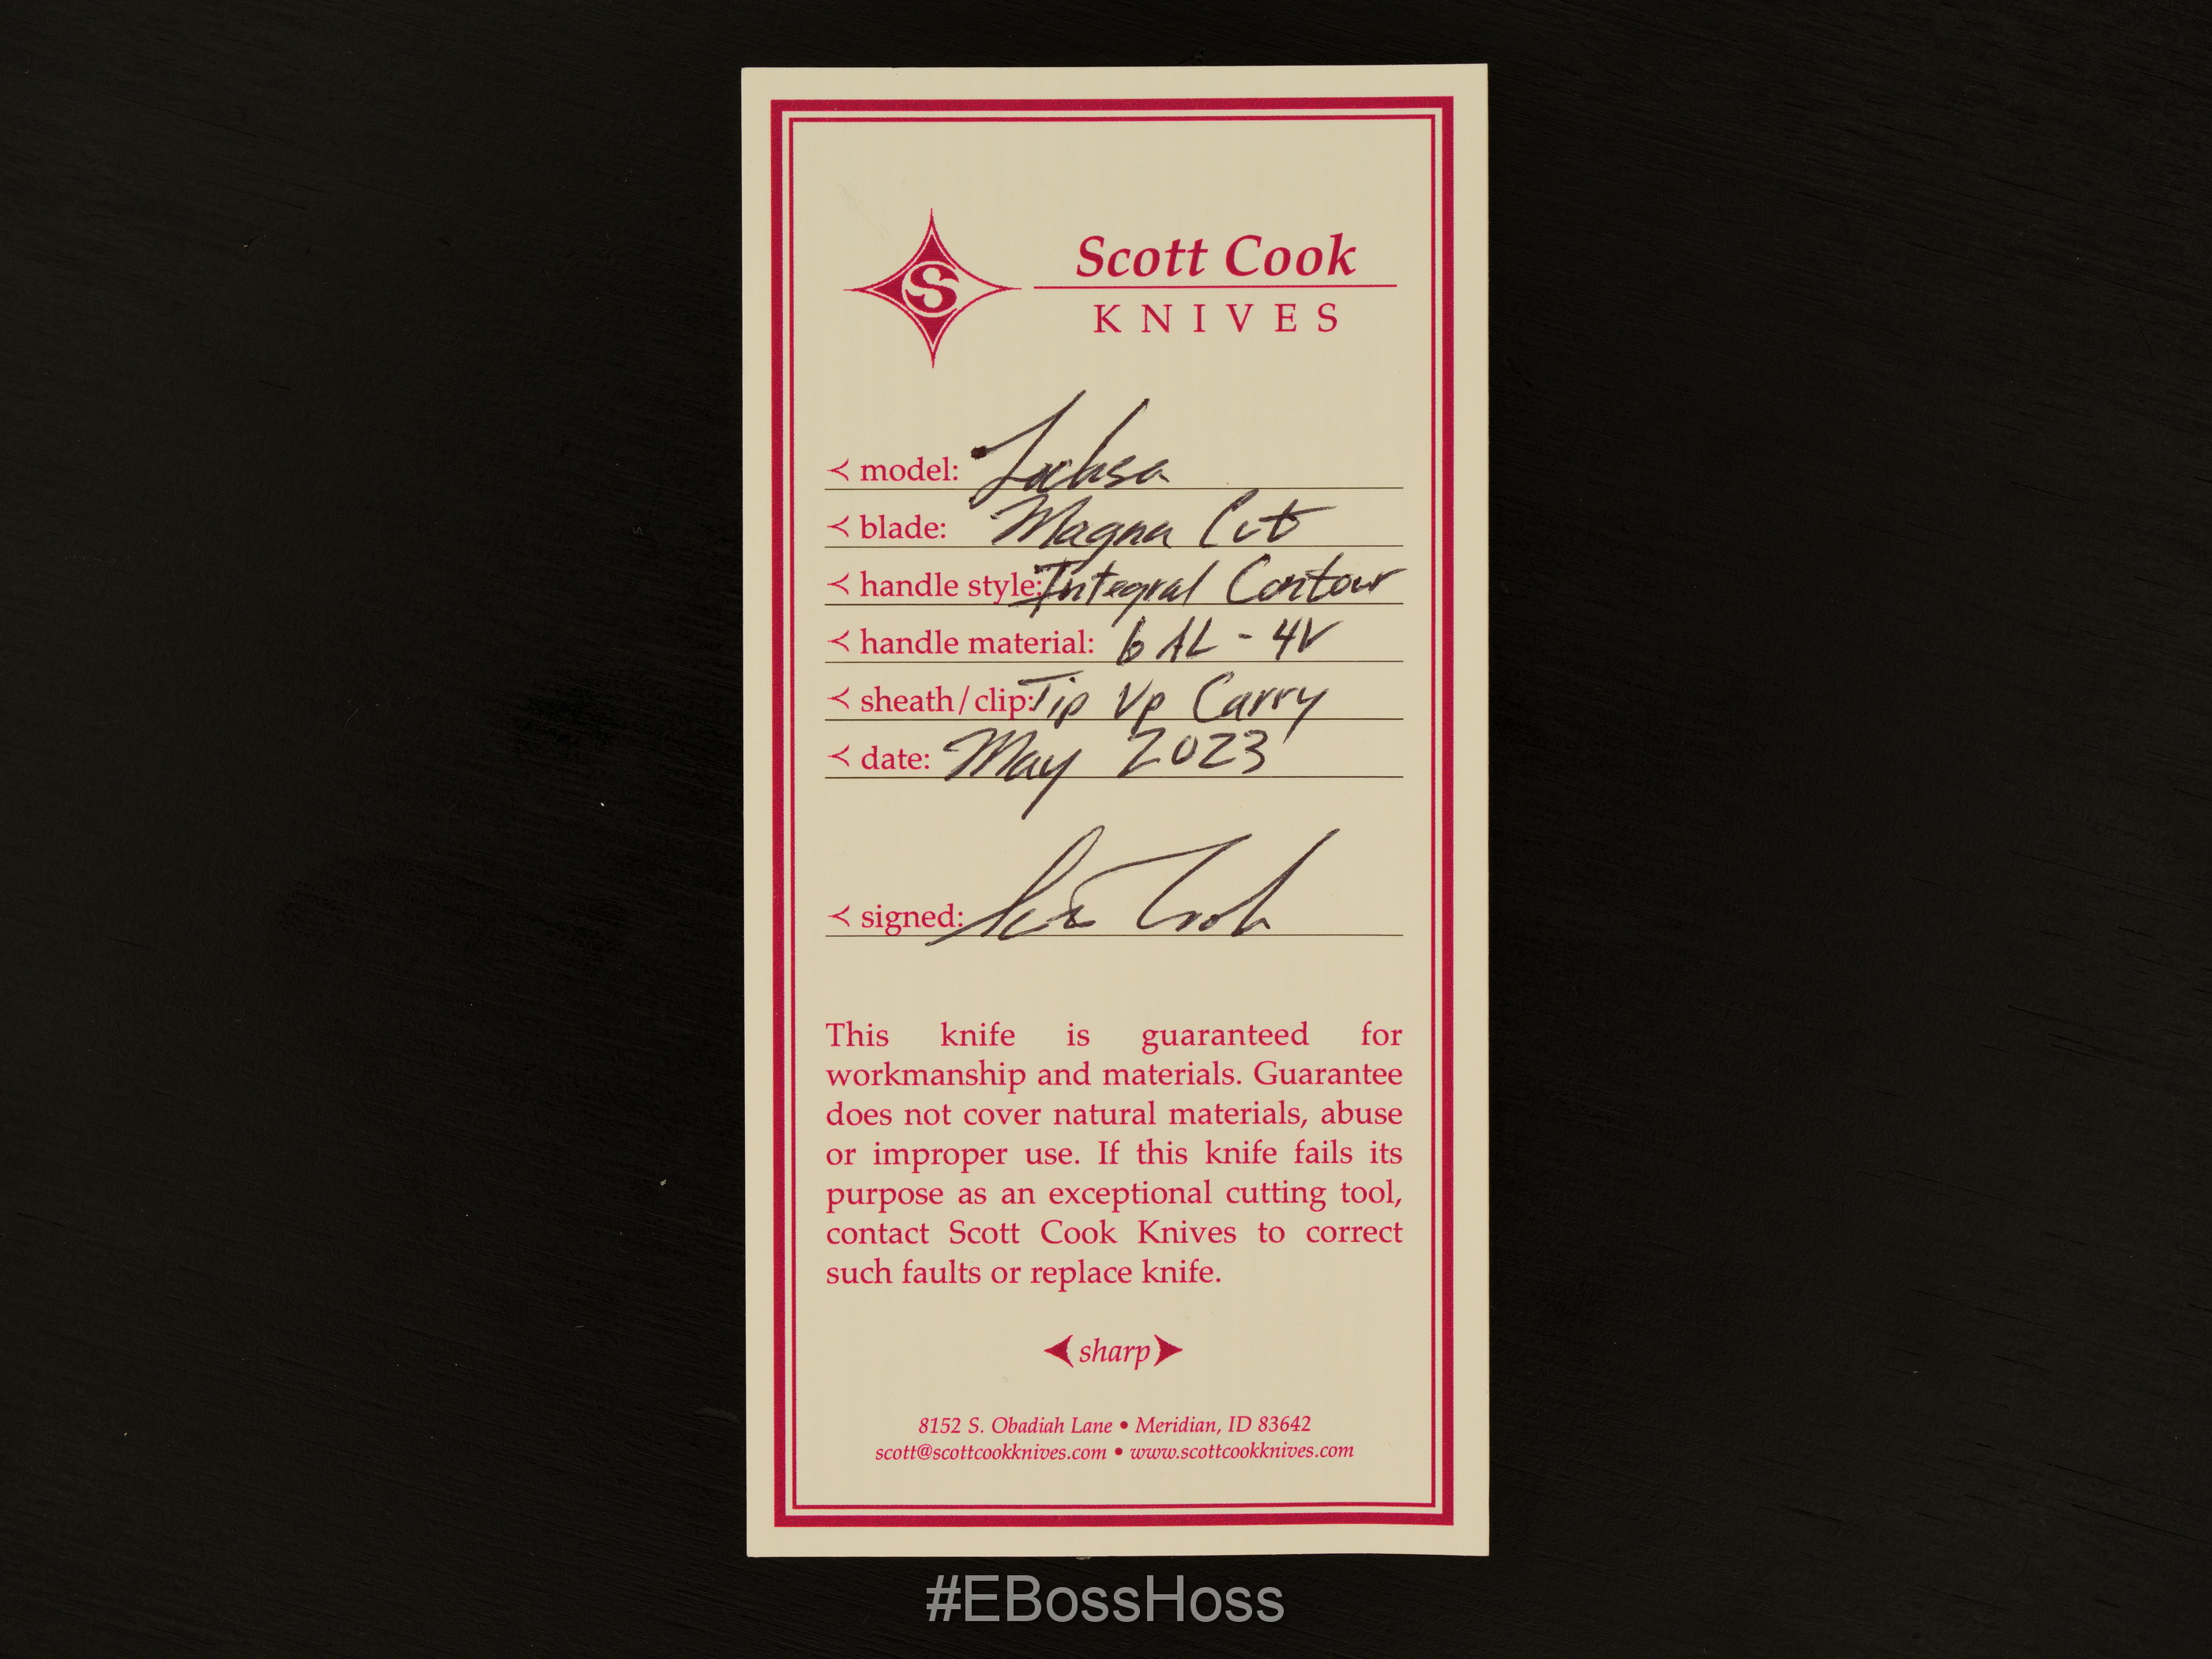 S
Scott Cook
KNIVES
model: Lochsa
blade: Magna Cut
handle style: Integral Contour
handle material: 6AL-4V
sheath/clip: Tip Up Carry
date: May 2023
signed: Scott Cook
This knife is guaranteed for
workmanship and materials. Guarantee
does not cover natural materials, abuse
or improper use. If this knife fails its
purpose as an exceptional cutting tool,
contact Scott Cook Knives to correct
such faults or replace knife.
sharp
8152 S. Obadiah Lane • Meridian, ID 83642
scott@scottcookknives.com • www.scottcookknives.com
#EBossHoss